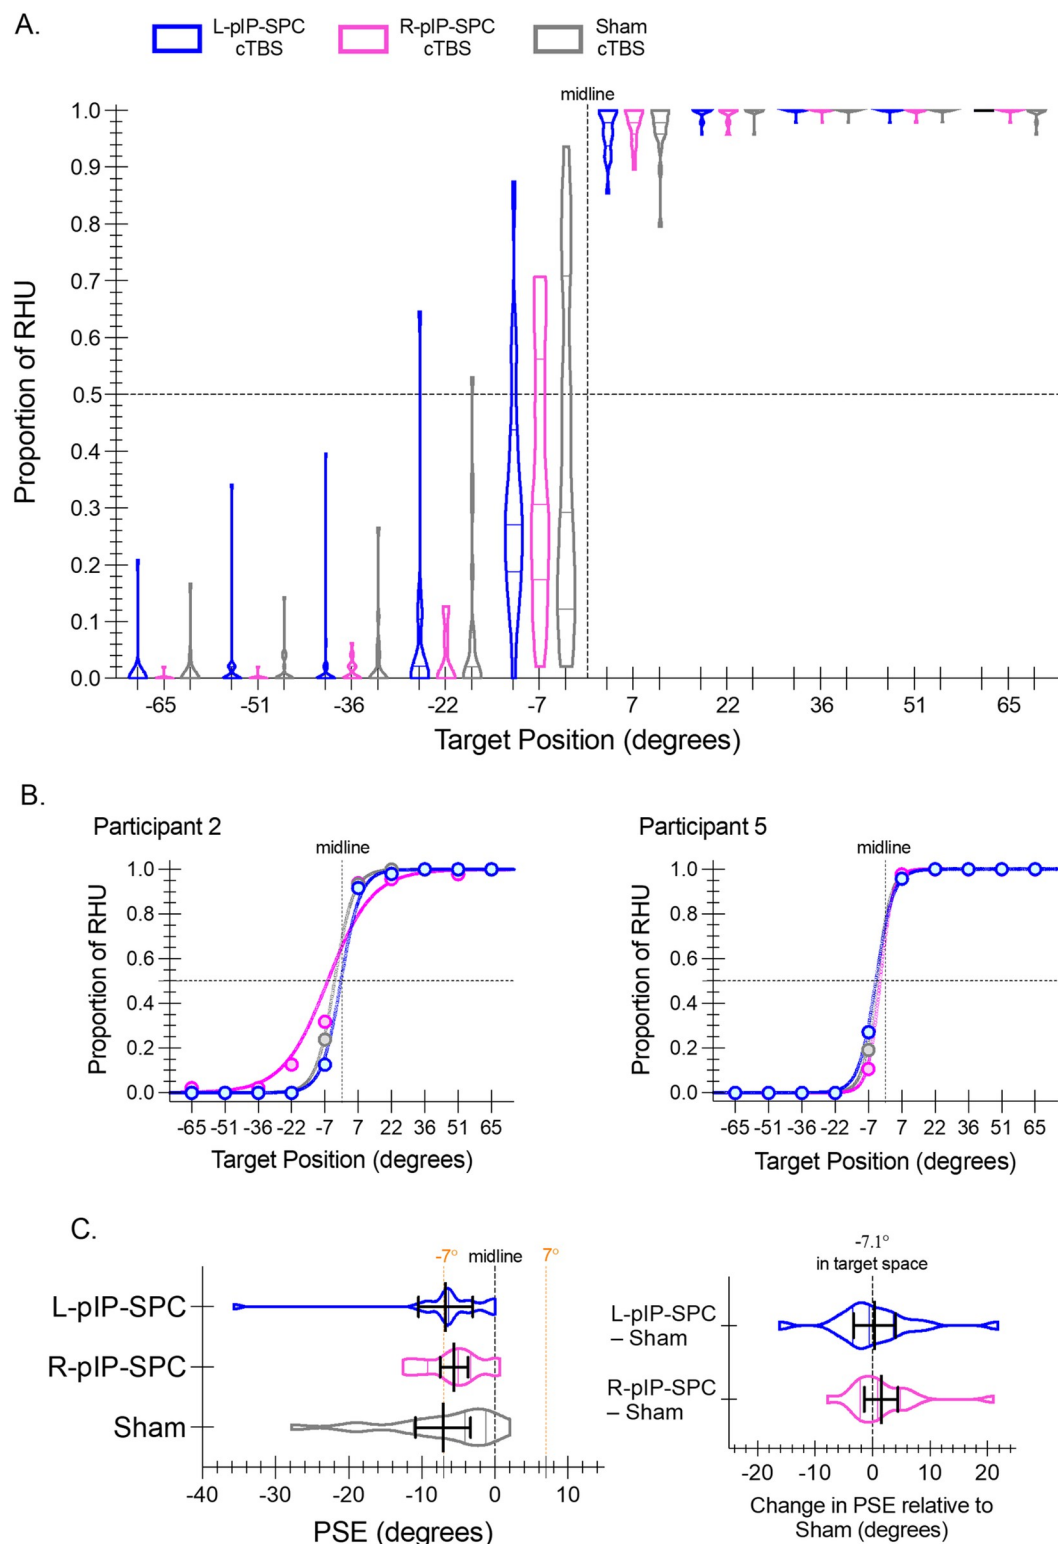 A.
L-pIP-SPC
cTBS
R-pIP-SPC
cTBS
Sham
cTBS
midline
1.0
0.9
0.8
0.7
0.6
0.5
0.4
0.3
0.2
0.1
0.0
Proportion of RHU
-65 -51 -36 -22 -7 7 22 36 51 65
Target Position (degrees)
B.
Participant 2
midline
1.0
0.8
0.6
0.4
0.2
0.0
Proportion of RHU
-65 -51 -36 -22 -7 7 22 36 51 65
Target Position (degrees)
Participant 5
midline
1.0
0.8
0.6
0.4
0.2
0.0
Proportion of RHU
-65 -51 -36 -22 -7 7 22 36 51 65
Target Position (degrees)
C.
-7° midline 7°
L-pIP-SPC
R-pIP-SPC
Sham
-40 -30 -20 -10 0 10
PSE (degrees)
-7.1°
in target space
L-pIP-SPC
– Sham
R-pIP-SPC
– Sham
-20 -10 0 10 20
Change in PSE relative to
Sham (degrees)